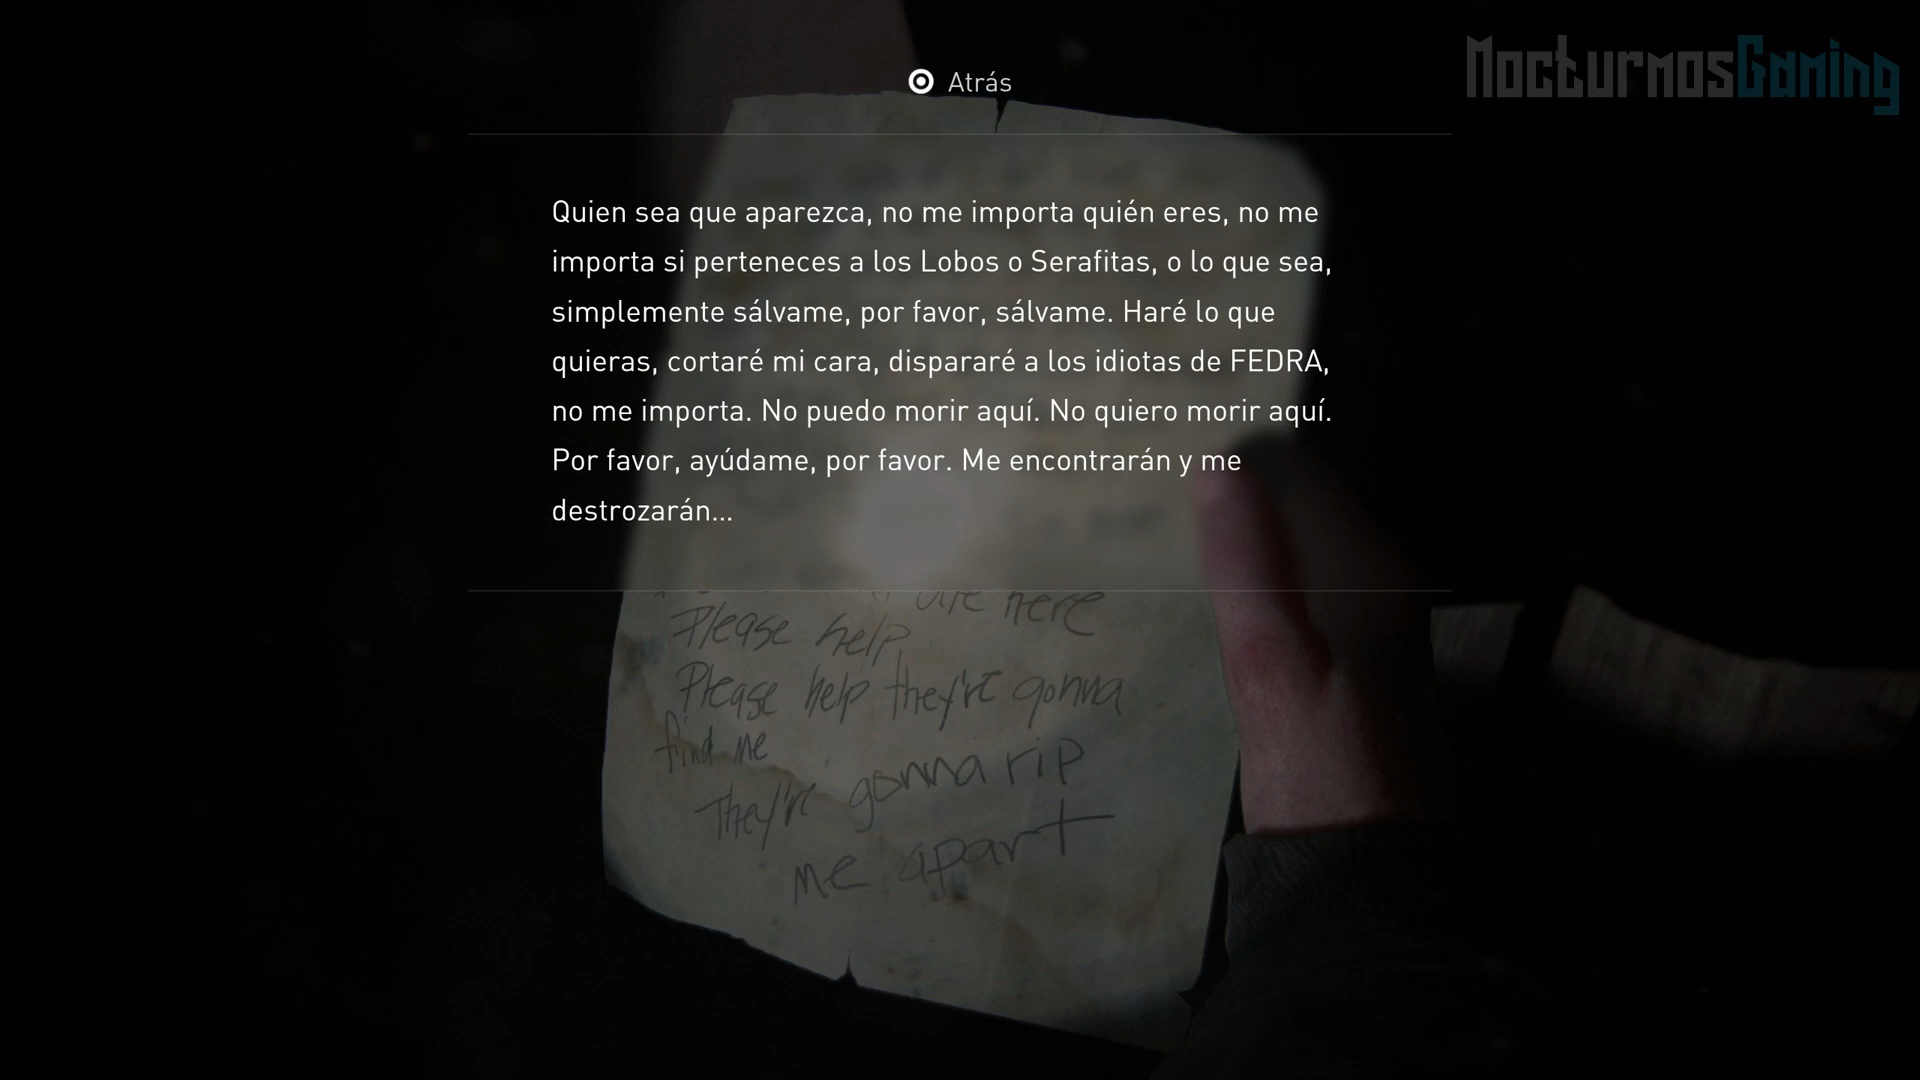 NocturnosGaming
Atrás
Quien sea que aparezca, no me importa quién eres, no me
importa si perteneces a los Lobos o Serafitas, o lo que sea,
simplemente sálvame, por favor, sálvame. Haré lo que
quieras, cortaré mi cara, dispararé a los idiotas de FEDRA,
no me importa. No puedo morir aquí. No quiero morir aquí.
Por favor, ayúdame, por favor. Me encontrarán y me
destrozarán...
die here
Please help
Please help they're gonna
find me
They're gonna rip
me apart